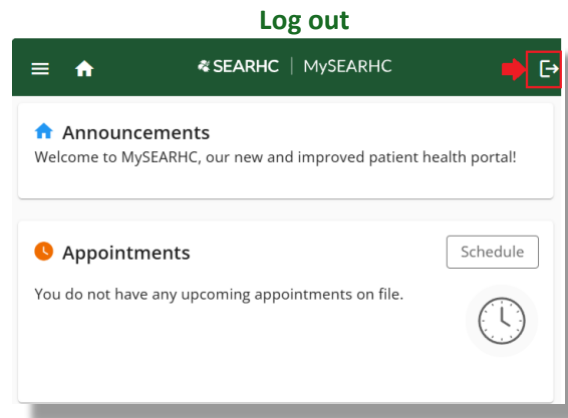 Log out
SEARHC | MySEARHC
Announcements
Welcome to MySEARHC, our new and improved patient health portal!
Appointments
Schedule
You do not have any upcoming appointments on file.